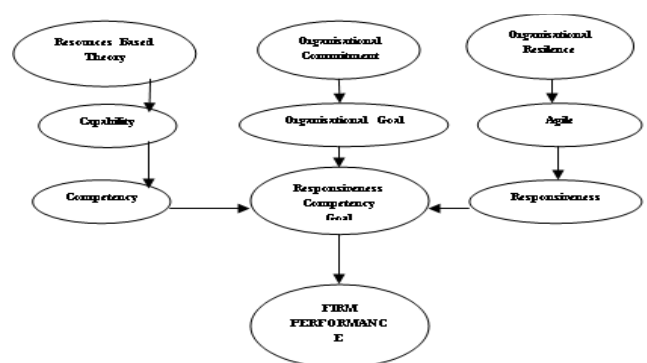 Resources Based
Theory
Organisational
Commitment
Organisational
Resilence
Capability
Organisational Goal
Agile
Competency
Responsiveness
Competency
Goal
Responsiveness
FIRM
PERFORMANC
E